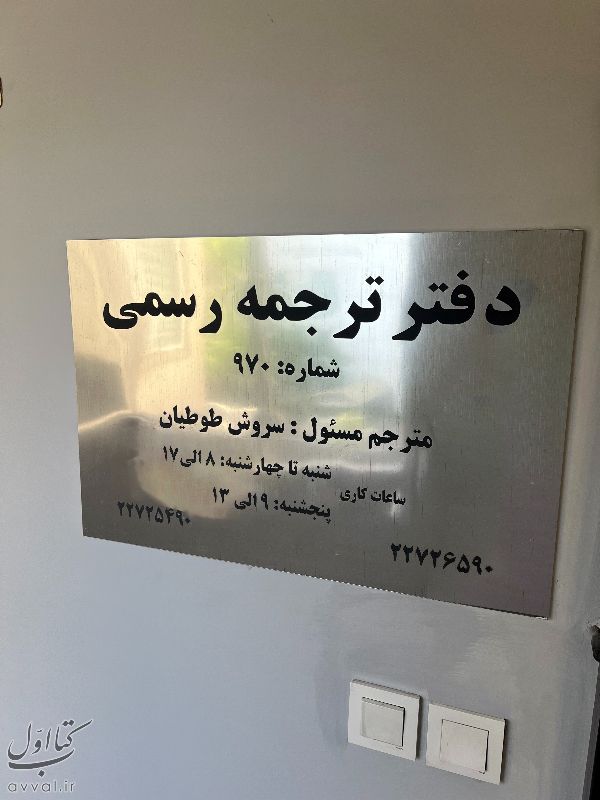 دفتر ترجمه رسمی
شماره: ۹۷۰
مترجم مسئول : سروش طوطیان
ساعات کاری
شنبه تا چهارشنبه: ۸ الی ۱۷
پنجشنبه: ۹ الی ۱۳
۲۲۷۲۶۵۹۰
۲۲۷۲۵۴۹۰
کتاب اوّل
avval.ir